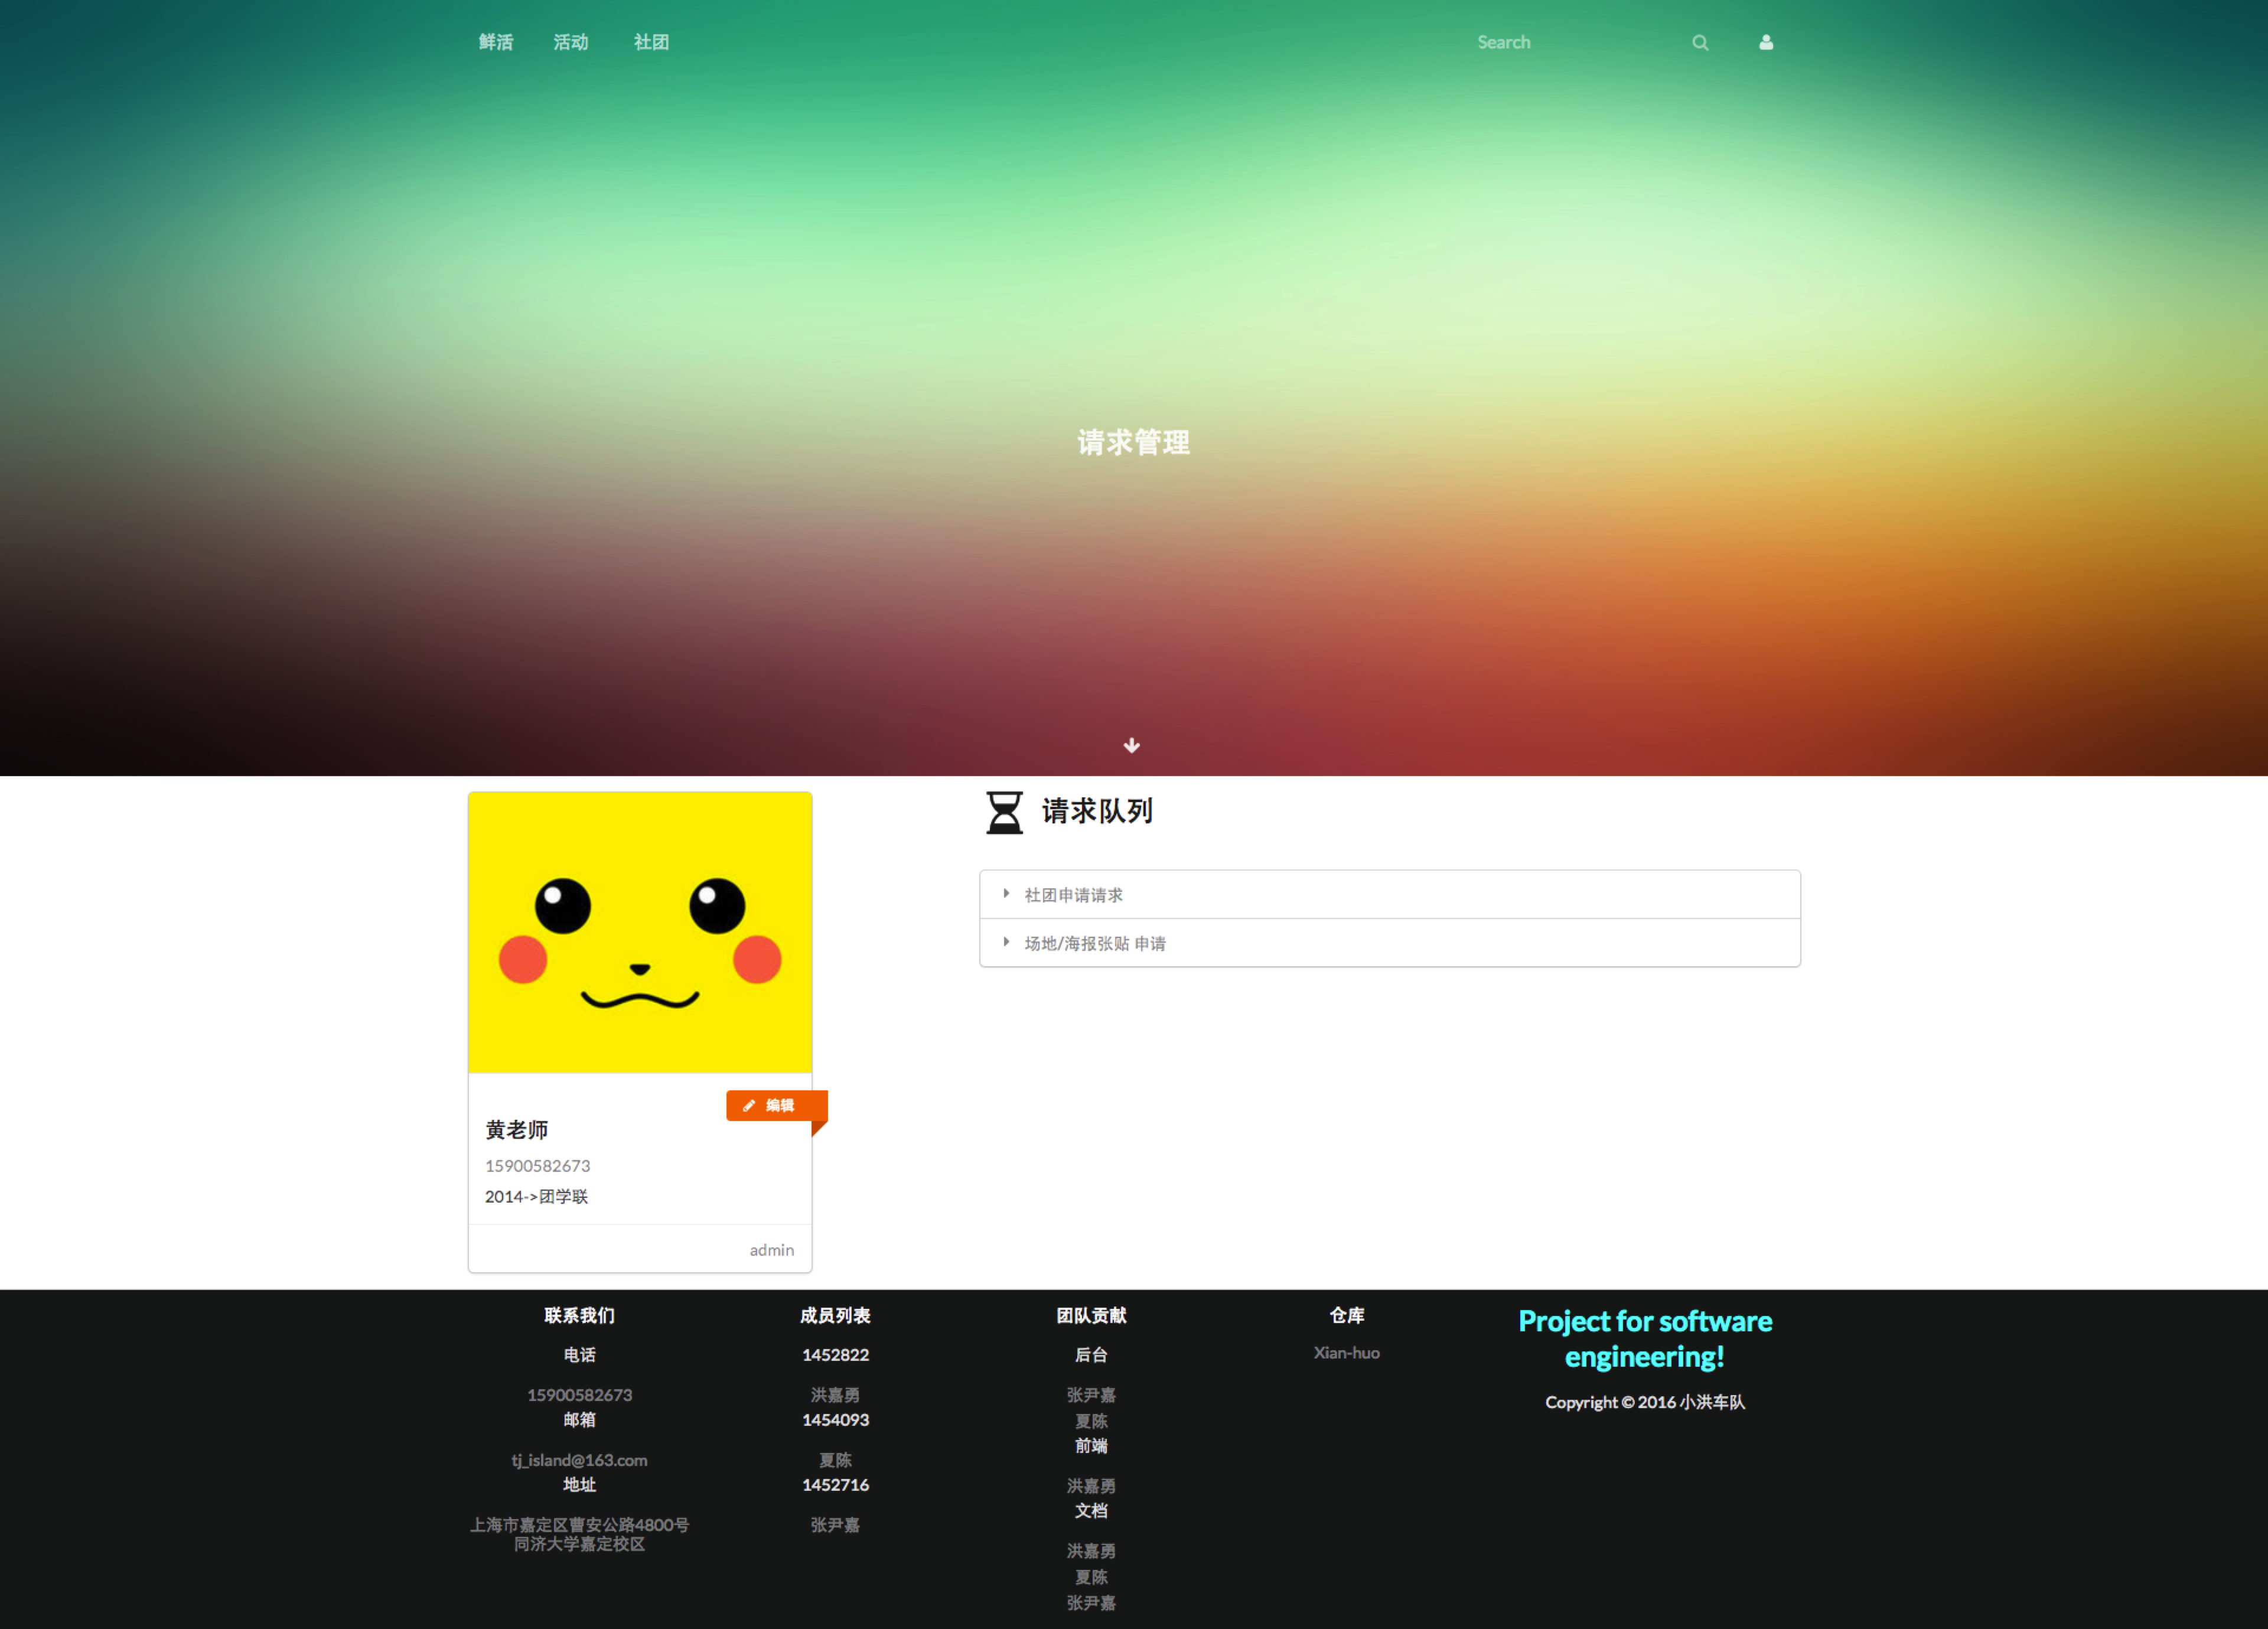 鲜活 活动 社团 Search
请求管理
请求队列
社团申请请求
场地/海报张贴 申请
编辑
黄老师
15900582673
2014->团学联
admin
联系我们
电话
15900582673
邮箱
tj_island@163.com
地址
上海市嘉定区曹安公路4800号
同济大学嘉定校区
成员列表
1452822
洪嘉勇
1454093
夏陈
1452716
张尹嘉
团队贡献
后台
张尹嘉
夏陈
前端
洪嘉勇
文档
洪嘉勇
夏陈
张尹嘉
仓库
Xian-huo
Project for software
engineering!
Copyright © 2016 小洪车队